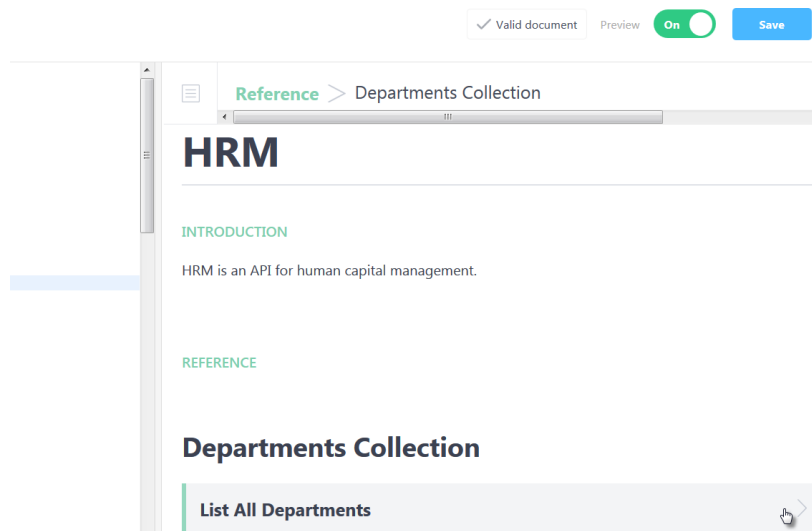 Valid document Preview On Save
Reference > Departments Collection
HRM
INTRODUCTION
HRM is an API for human capital management.
REFERENCE
Departments Collection
List All Departments